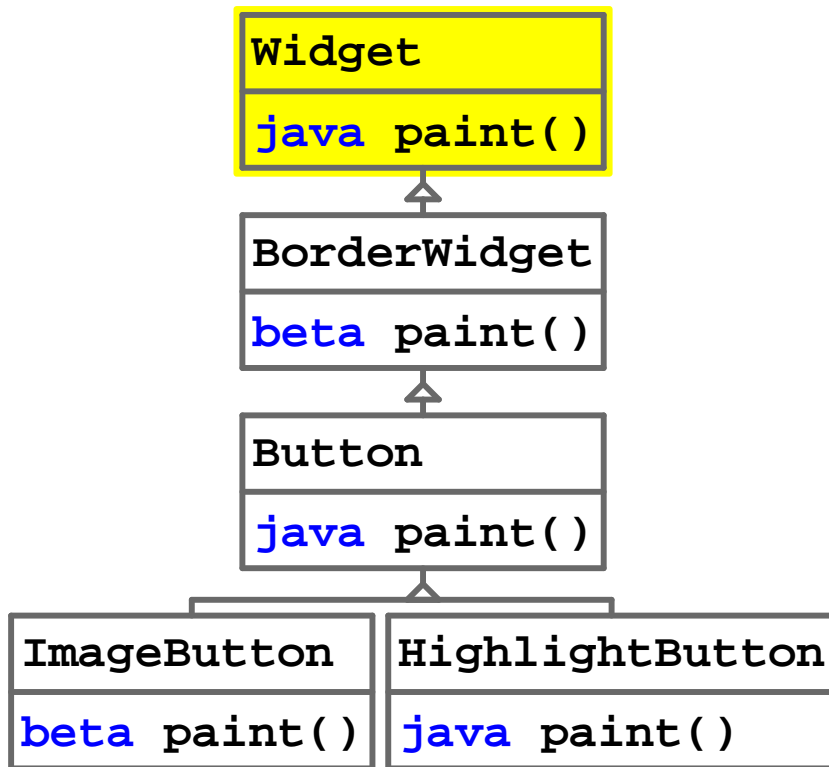 Widget
java paint()
BorderWidget
beta paint()
Button
java paint()
ImageButton
beta paint()
HighlightButton
java paint()